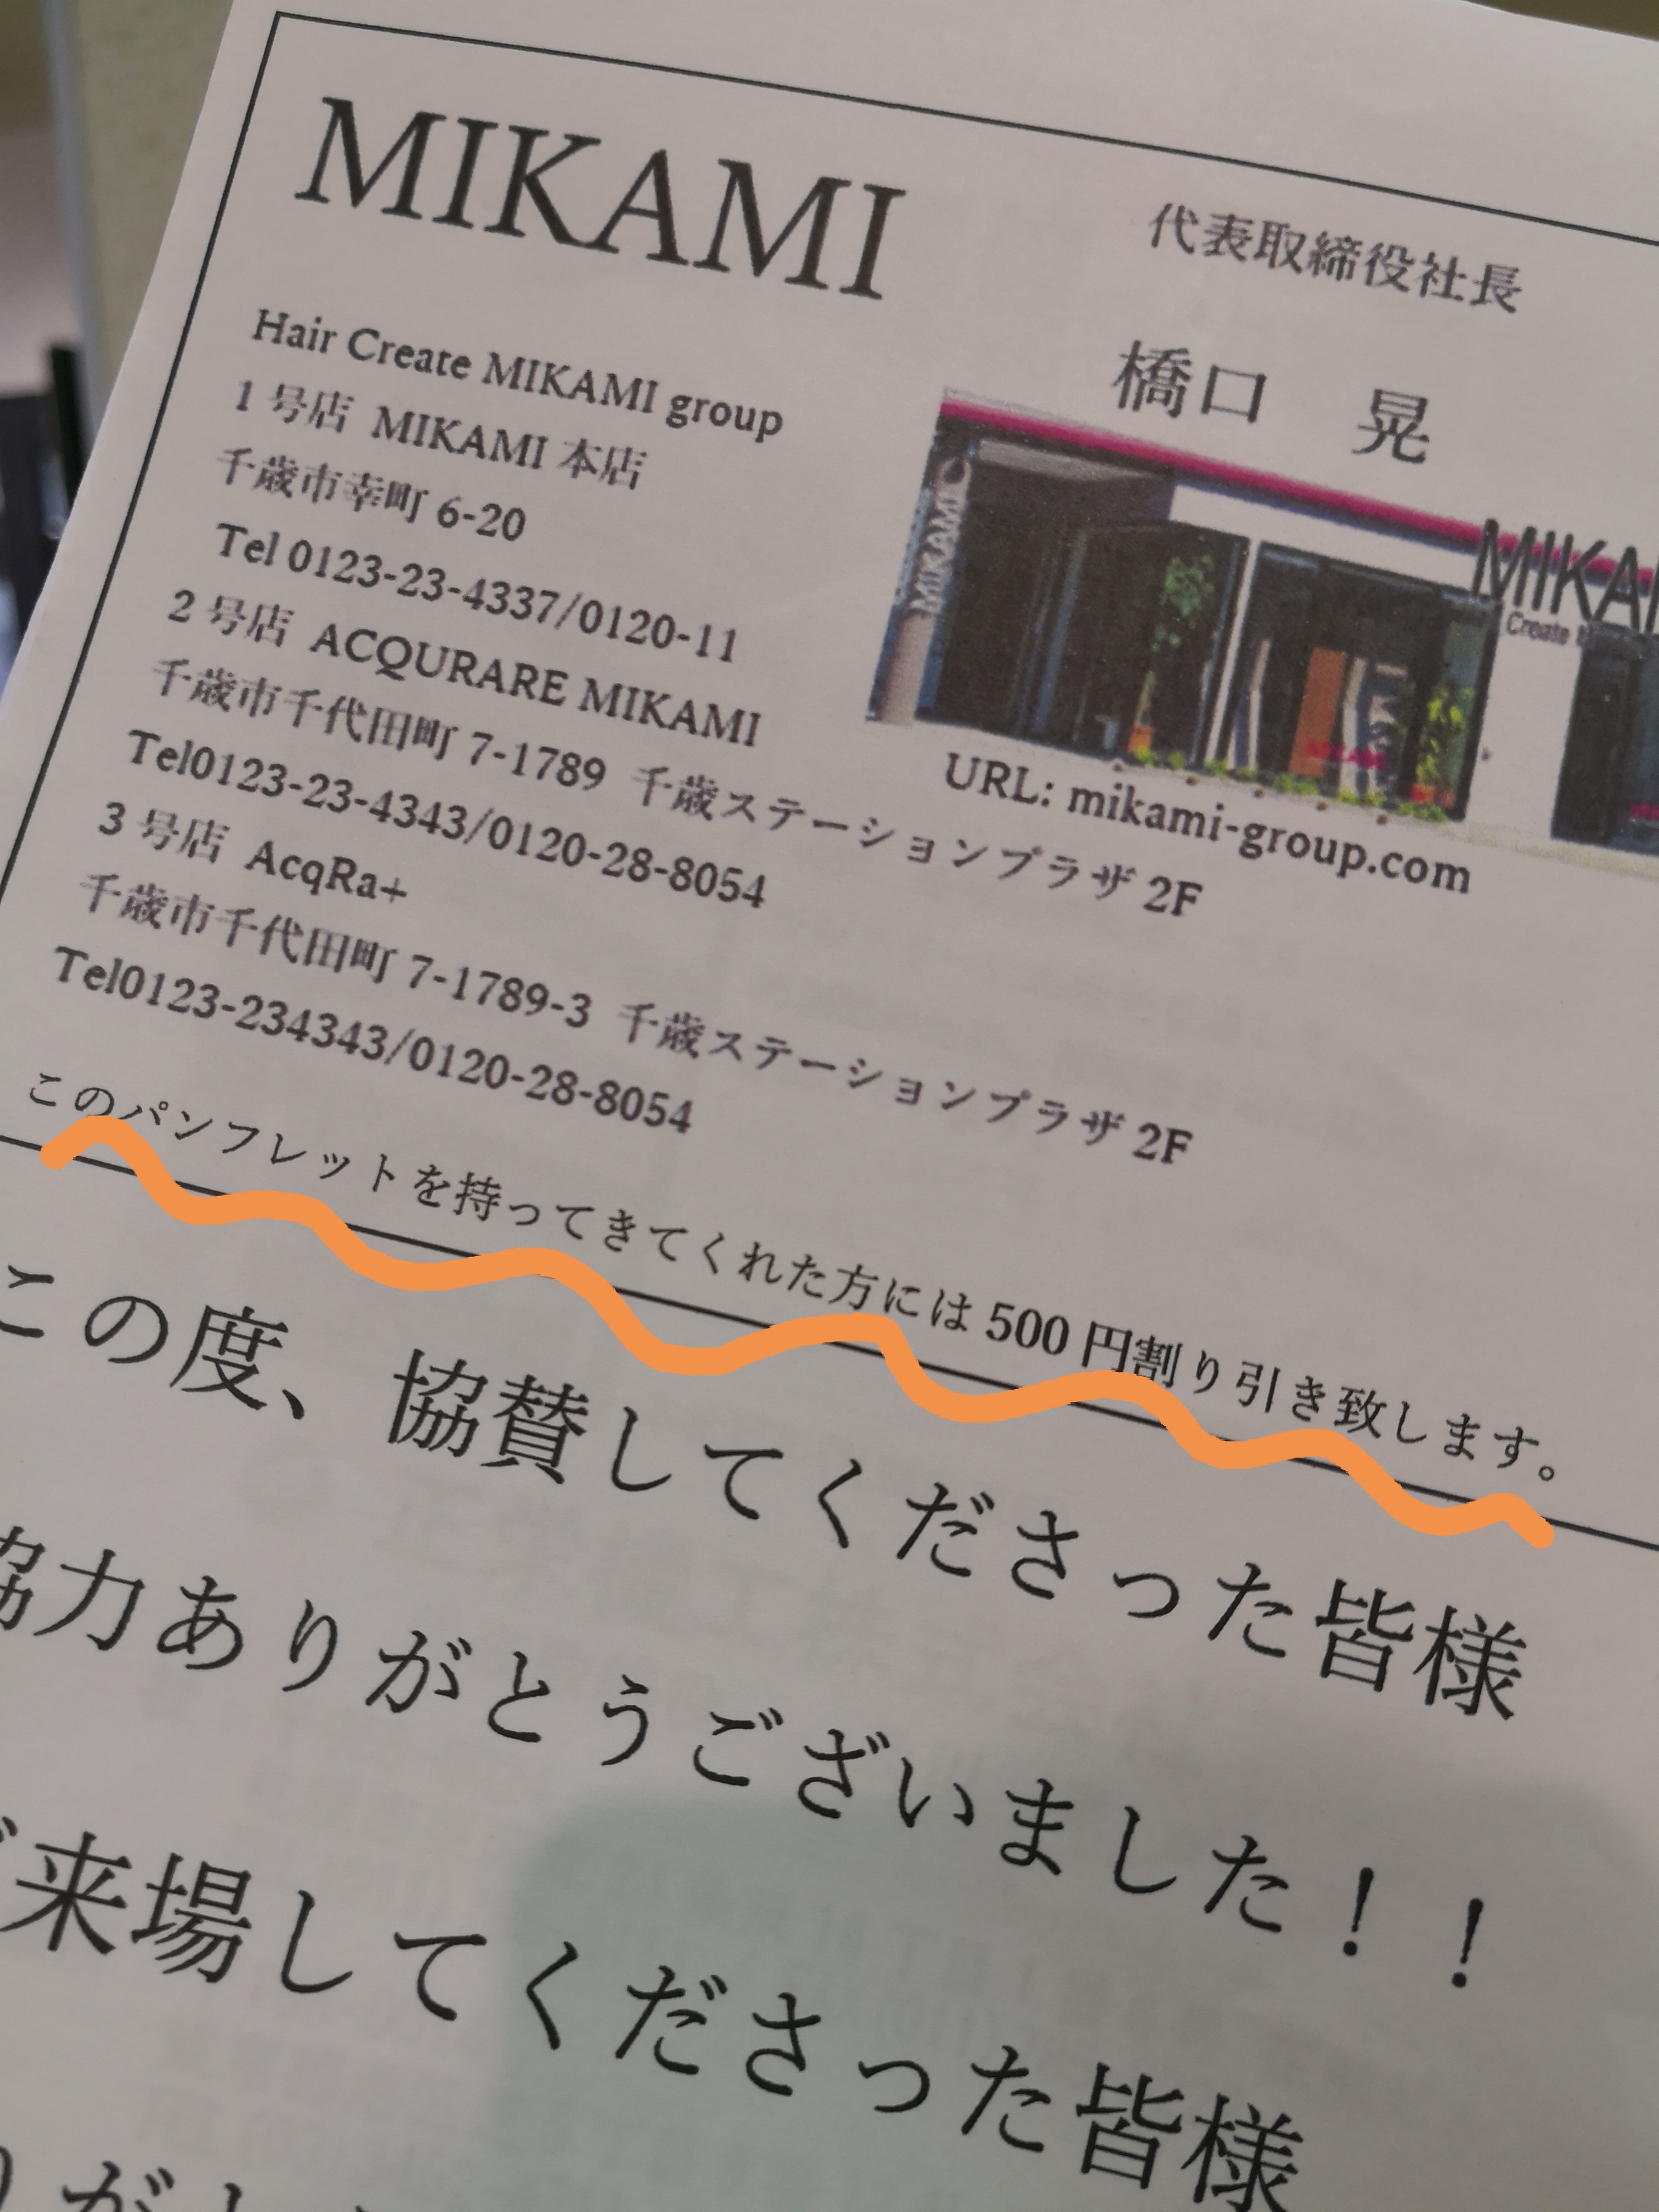 MIKAMI
代表取締役社長
橋口　晃
Hair Create MIKAMI group
1 号店 MIKAMI 本店
千歳市幸町 6-20
Tel 0123-23-4337/0120-11
2 号店 ACQURARE MIKAMI
千歳市千代田町 7-1789 千歳ステーションプラザ 2F
Tel0123-23-4343/0120-28-8054
3 号店 AcqRa+
千歳市千代田町 7-1789-3 千歳ステーションプラザ 2F
Tel0123-234343/0120-28-8054
MIKAMI
MIKA
Create
MIKAMI
URL: mikami-group.com
このパンフレットを持ってきてくれた方には 500 円割り引き致します。
この度、協賛してくださった皆様
協力ありがとうございました！！
来場してくださった皆様